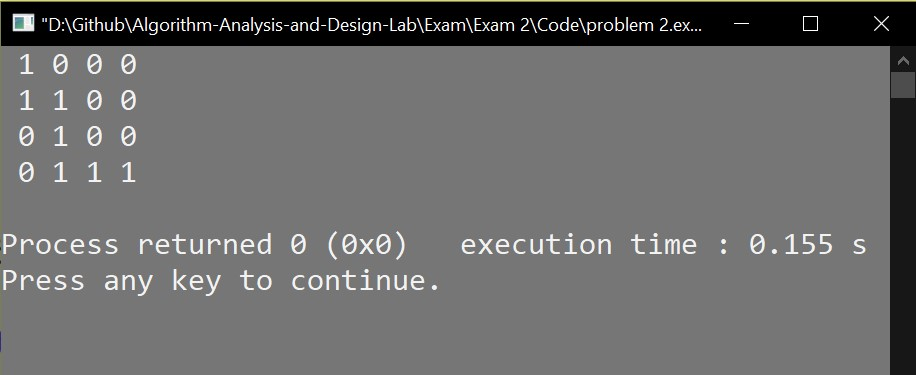 "D:\Github\Algorithm-Analysis-and-Design-Lab\Exam\Exam 2\Code\problem 2.ex...
1 0 0 0
1 1 0 0
0 1 0 0
0 1 1 1
Process returned 0 (0x0)   execution time : 0.155 s
Press any key to continue.